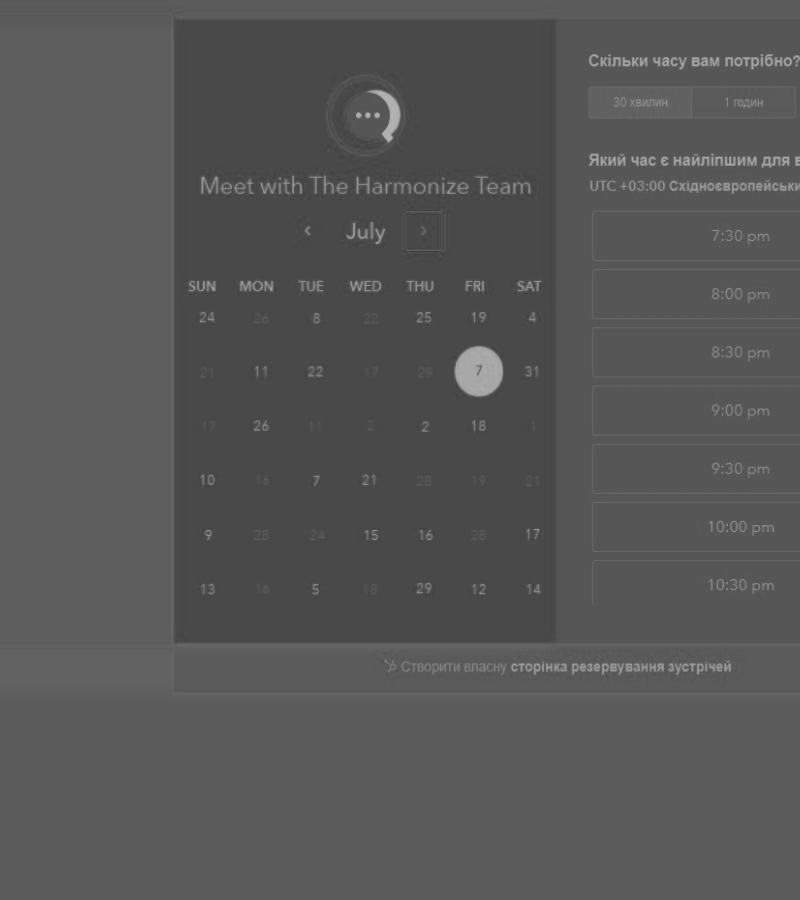 Meet with The Harmonize Team
‹ July ›
SUN MON TUE WED THU FRI SAT
24 26 8 22 25 19 4
21 11 22 17 29 7 31
17 26 11 2 2 18 1
10 16 7 21 28 19 21
9 28 24 15 16 28 17
13 16 5 18 29 12 14
Скільки часу вам потрібно?
30 хвилин 1 годин
Який час є найліпшим для в
UTC +03:00 Східноєвропейськи
7:30 pm
8:00 pm
8:30 pm
9:00 pm
9:30 pm
10:00 pm
10:30 pm
Створити власну сторінка резервування зустрічей